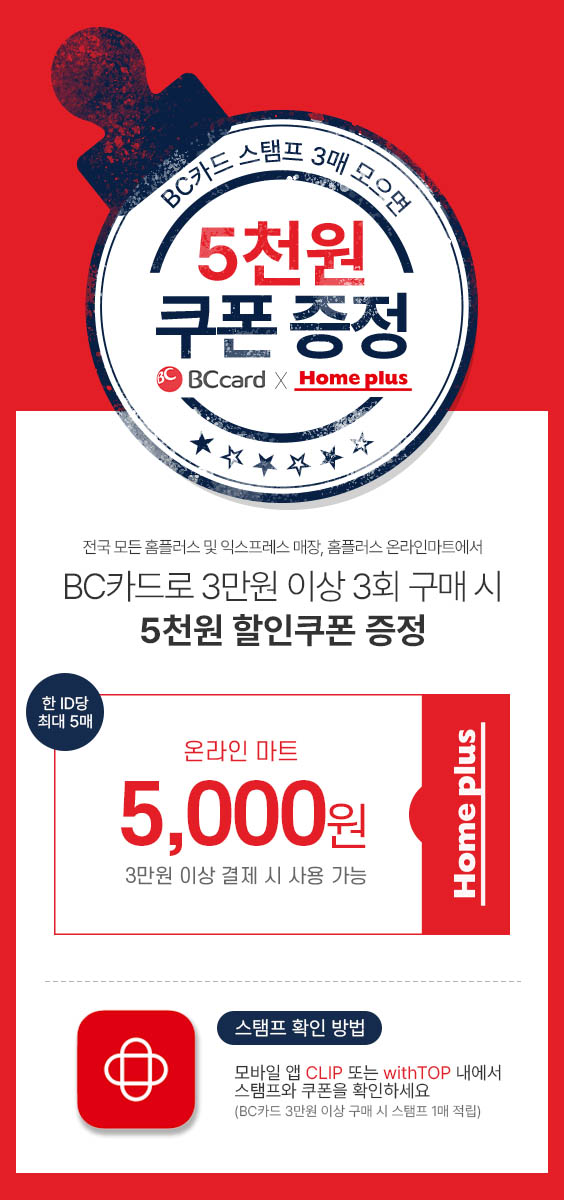 BC카드 스탬프 3매 모으면
5천원
쿠폰 증정
BC BCcard X Home plus
전국 모든 홈플러스 및 익스프레스 매장, 홈플러스 온라인마트에서
BC카드로 3만원 이상 3회 구매 시
5천원 할인쿠폰 증정
한 ID당
최대 5매
온라인 마트
5,000원
3만원 이상 결제 시 사용 가능
Home plus
스탬프 확인 방법
모바일 앱 CLIP 또는 withTOP 내에서
스탬프와 쿠폰을 확인하세요
(BC카드 3만원 이상 구매 시 스탬프 1매 적립)